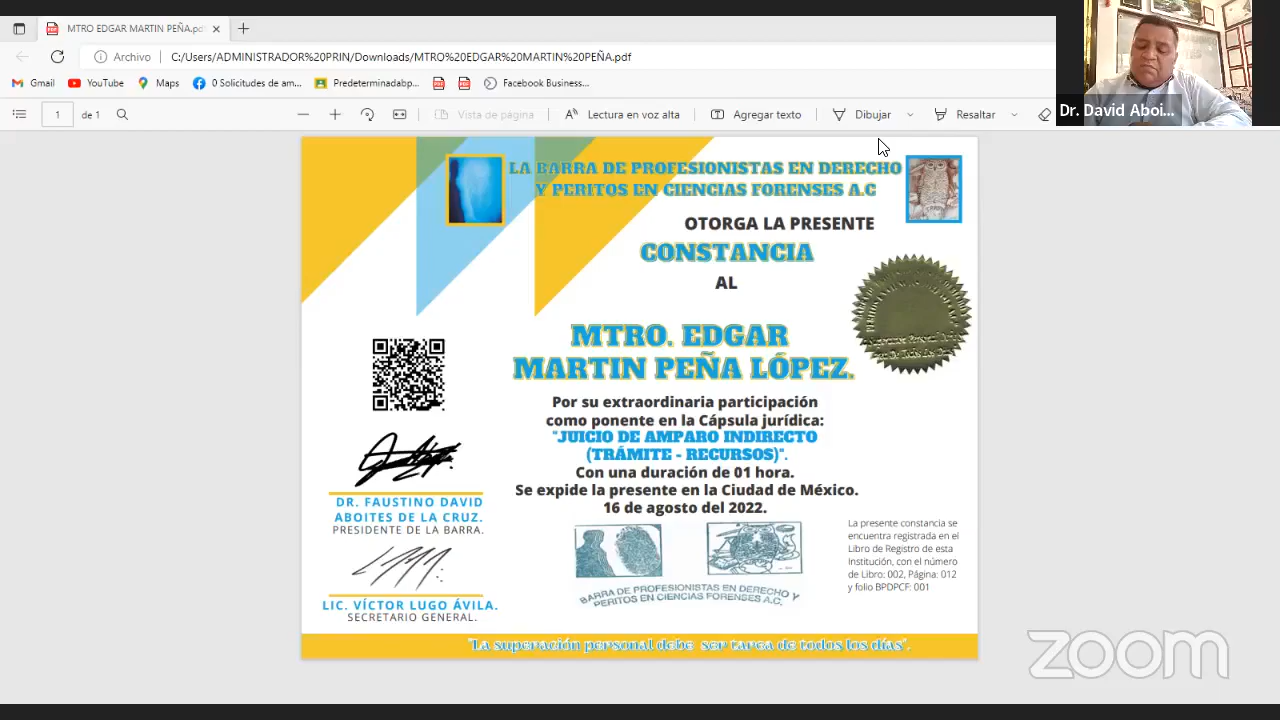 MTRO EDGAR MARTIN PEÑA.pd
Archivo
C:/Users/ADMINISTRADOR%20PRIN/Downloads/MTRO%20EDGAR%20MARTIN%20PEÑA.pdf
Gmail
YouTube
Maps
0 Solicitudes de am...
Predeterminadabp...
Facebook Business...
1
de 1
Vista de página
Lectura en voz alta
Agregar texto
Dibujar
Resaltar
Dr. David Aboi...
LA BARRA DE PROFESIONISTAS EN DERECHO
Y PERITOS EN CIENCIAS FORENSES A.C
OTORGA LA PRESENTE
CONSTANCIA
AL
MTRO. EDGAR
MARTIN PEÑA LÓPEZ.
Por su extraordinaria participación
como ponente en la Cápsula jurídica:
"JUICIO DE AMPARO INDIRECTO
(TRÁMITE - RECURSOS)".
Con una duración de 01 hora.
Se expide la presente en la Ciudad de México.
16 de agosto del 2022.
DR. FAUSTINO DAVID
ABOITES DE LA CRUZ.
PRESIDENTE DE LA BARRA.
LIC. VÍCTOR LUGO ÁVILA.
SECRETARIO GENERAL.
BARRA DE PROFESIONISTAS EN DERECHO Y
PERITOS EN CIENCIAS FORENSES A.C.
La presente constancia se
encuentra registrada en el
Libro de Registro de esta
Institución, con el número
de Libro: 002, Página: 012
y folio BPDPCF: 001
"La superación personal debe ser tarea de todos los días".
zoom